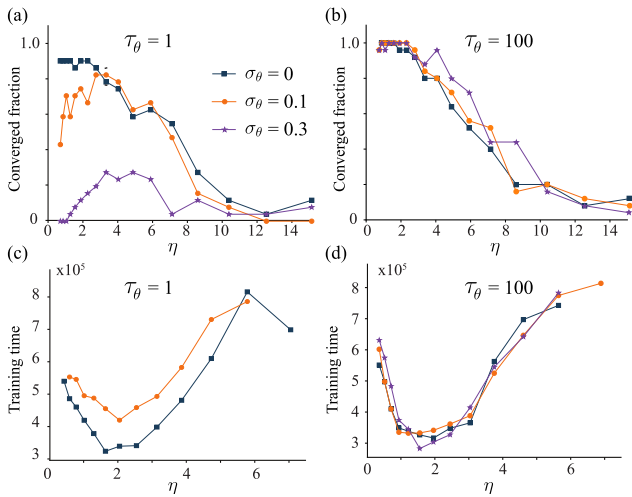 (a)
τθ = 1
1.0
Converged fraction
0
σθ = 0
σθ = 0.1
σθ = 0.3
0 2 4 6 8 10 12 14
η
(b)
τθ = 100
1.0
Converged fraction
0
0 2 4 6 8 10 12 14
η
(c)
x10⁵
τθ = 1
8
7
6
5
4
3
Training time
0 2 4 6
η
(d)
x10⁵
τθ = 100
8
7
6
5
4
3
Training time
0 2 4 6
η